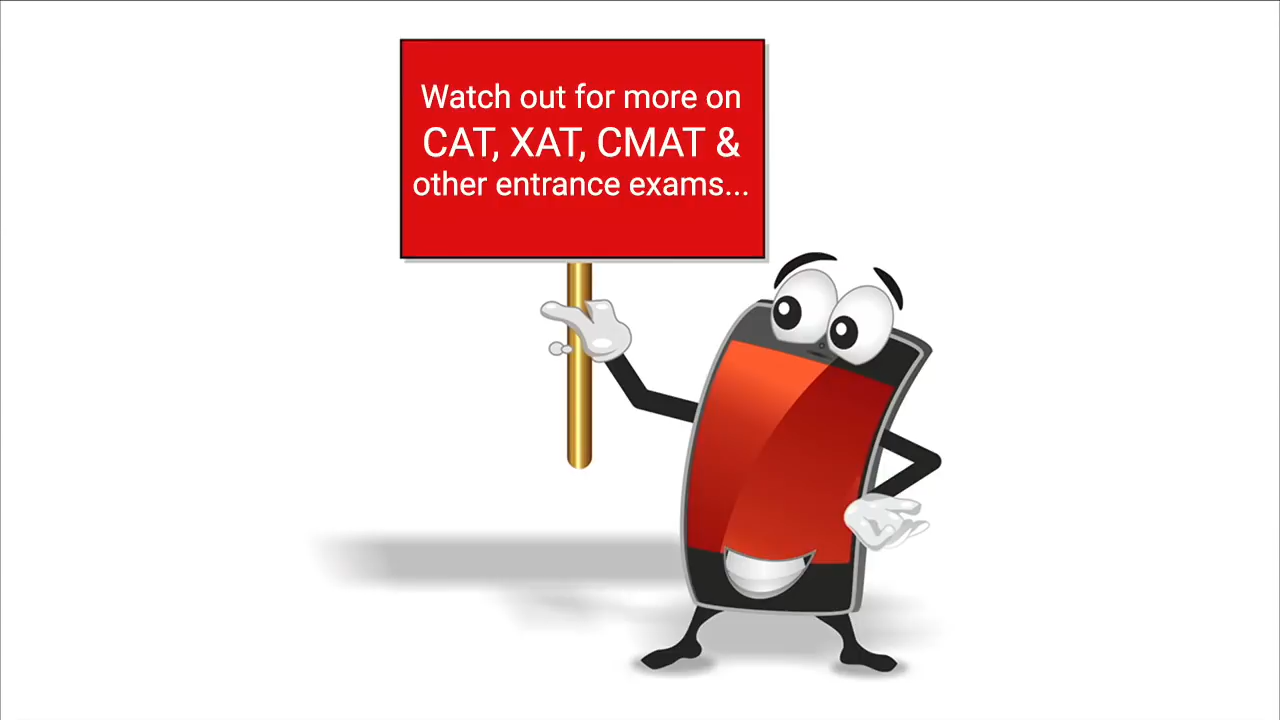 Watch out for more on
CAT, XAT, CMAT &
other entrance exams...